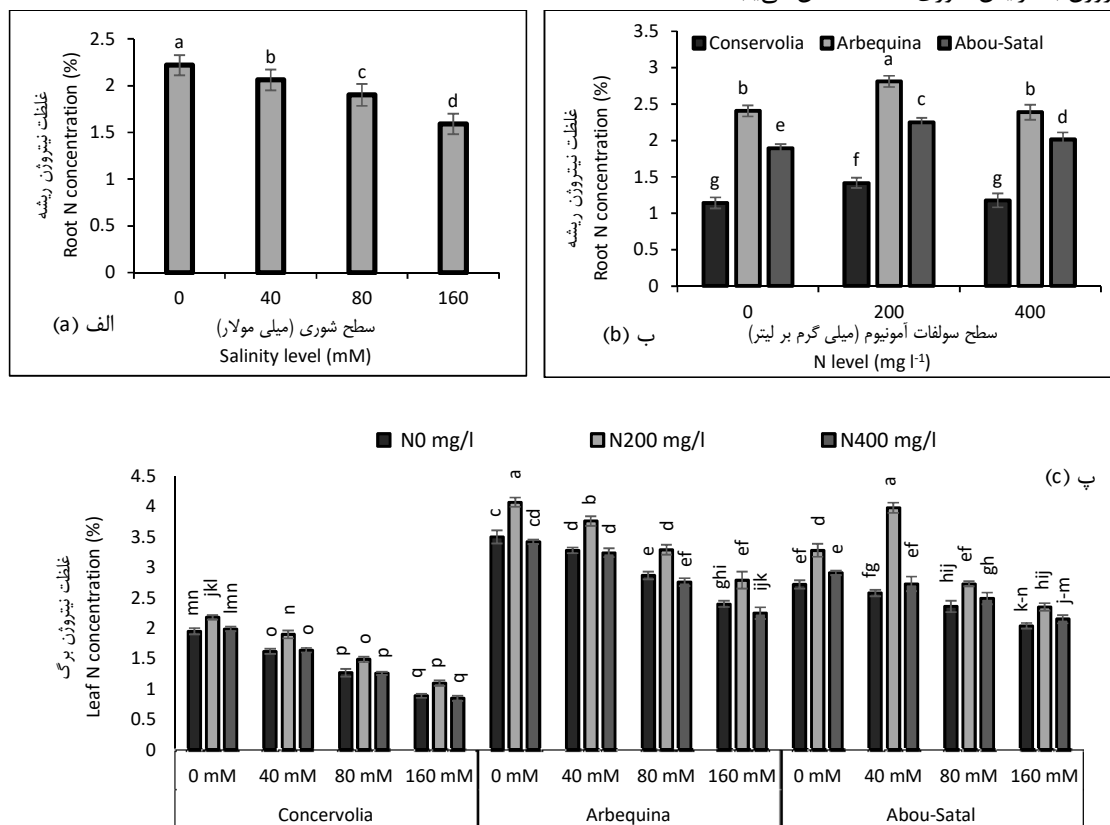 2.5
2
1.5
1
0.5
0
a
b
c
d
غلظت نیتروژن ریشه
Root N concentration (%)
0 40 80 160
الف (a)
سطح شوری (میلی مولار)
Salinity level (mM)
Conservolia Arbequina Abou-Satal
3.5
3
2.5
2
1.5
1
0.5
0
g b e
f a c
g b d
غلظت نیتروژن ریشه
Root N concentration (%)
0 200 400
ب (b)
سطح سولفات آمونیوم (میلی گرم بر لیتر)
N level (mg l-1)
N0 mg/l N200 mg/l N400 mg/l
پ (c)
4.5
4
3.5
3
2.5
2
1.5
1
0.5
0
غلظت نیتروژن برگ
Leaf N concentration (%)
mn jkl lmn o n o p o p q p q
c a cd d b d e d ef ghi ef ijk
ef d e fg a ef hij ef gh k-n hij j-m
0 mM 40 mM 80 mM 160 mM 0 mM 40 mM 80 mM 160 mM 0 mM 40 mM 80 mM 160 mM
Concervolia Arbequina Abou-Satal